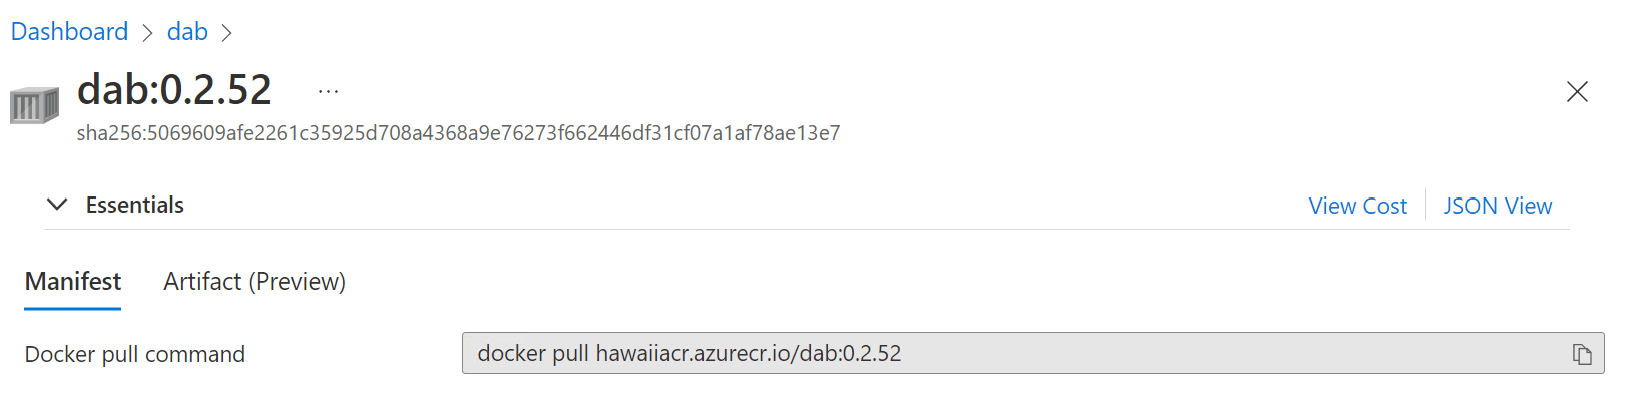 Dashboard > dab >
dab:0.2.52 ...
sha256:5069609afe2261c35925d708a4368a9e76273f662446df31cf07a1af78ae13e7
Essentials
View Cost
JSON View
Manifest
Artifact (Preview)
Docker pull command
docker pull hawaiiacr.azurecr.io/dab:0.2.52